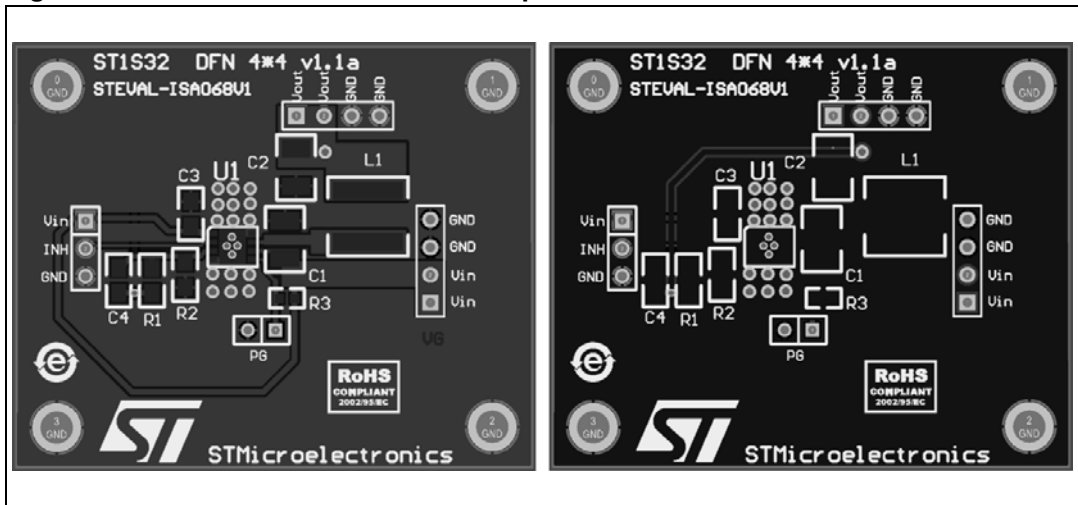 ST1S32 DFN 4*4 v1.1a
STEVAL-ISA068V1
0
GND
1
GND
Vout
Vout
GND
GND
C2
L1
U1
C3
Vin
INH
GND
GND
GND
Vin
Vin
C1
R3
C4
R1
R2
PG
VG
e
RoHS
COMPLIANT
2002/95/EC
3
GND
2
GND
ST
STMicroelectronics
ST1S32 DFN 4*4 v1.1a
STEVAL-ISA068V1
0
GND
1
GND
Vout
Vout
GND
GND
C2
L1
U1
C3
Vin
INH
GND
GND
GND
Vin
Vin
C1
R3
C4
R1
R2
PG
e
RoHS
COMPLIANT
2002/95/EC
3
GND
2
GND
ST
STMicroelectronics